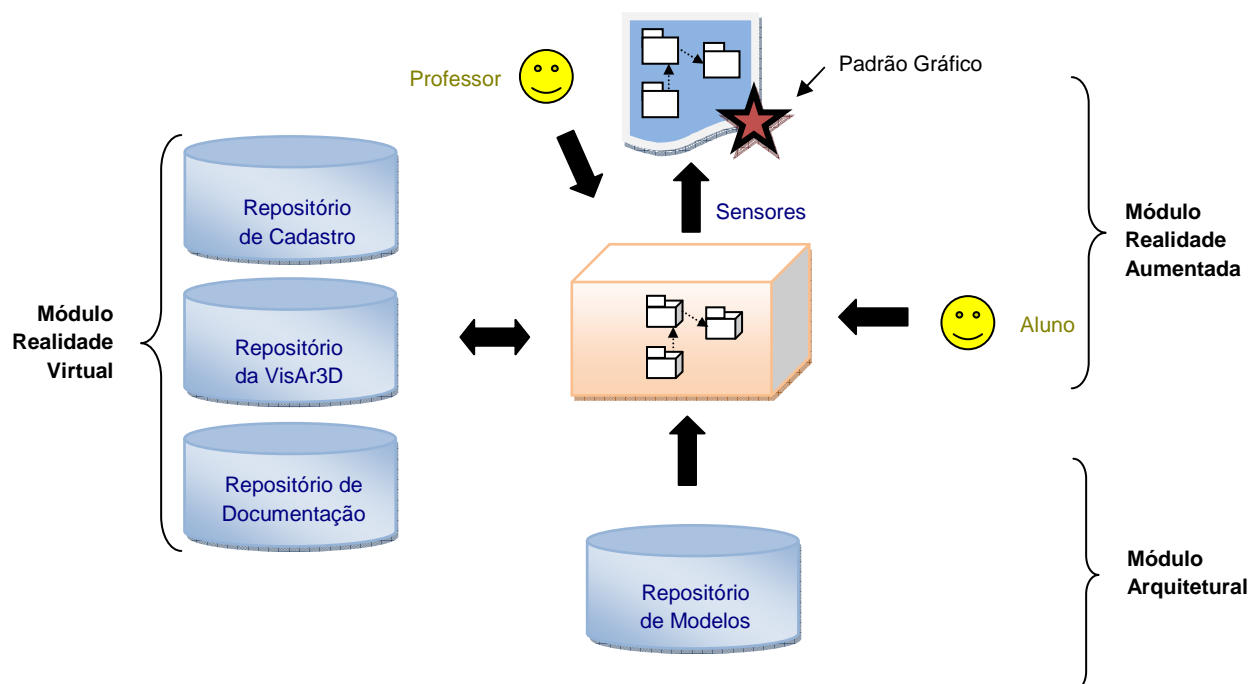 Professor
Padrão Gráfico
Sensores
Repositório
de Cadastro
Módulo
Realidade
Aumentada
Módulo
Realidade
Virtual
Repositório
da VisAr3D
Aluno
Repositório de
Documentação
Repositório
de Modelos
Módulo
Arquitetural